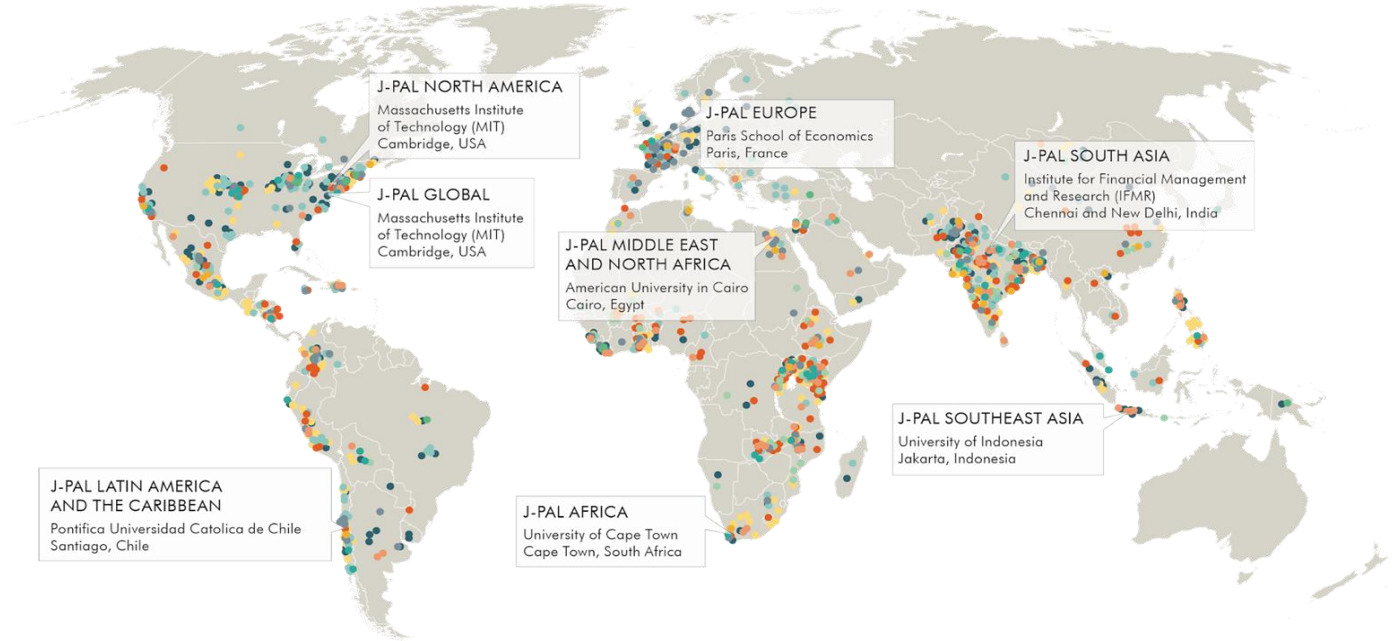 J-PAL NORTH AMERICA
Massachusetts Institute
of Technology (MIT)
Cambridge, USA
J-PAL GLOBAL
Massachusetts Institute
of Technology (MIT)
Cambridge, USA
J-PAL EUROPE
Paris School of Economics
Paris, France
J-PAL SOUTH ASIA
Institute for Financial Management
and Research (IFMR)
Chennai and New Delhi, India
J-PAL MIDDLE EAST
AND NORTH AFRICA
American University in Cairo
Cairo, Egypt
J-PAL SOUTHEAST ASIA
University of Indonesia
Jakarta, Indonesia
J-PAL LATIN AMERICA
AND THE CARIBBEAN
Pontifica Universidad Catolica de Chile
Santiago, Chile
J-PAL AFRICA
University of Cape Town
Cape Town, South Africa